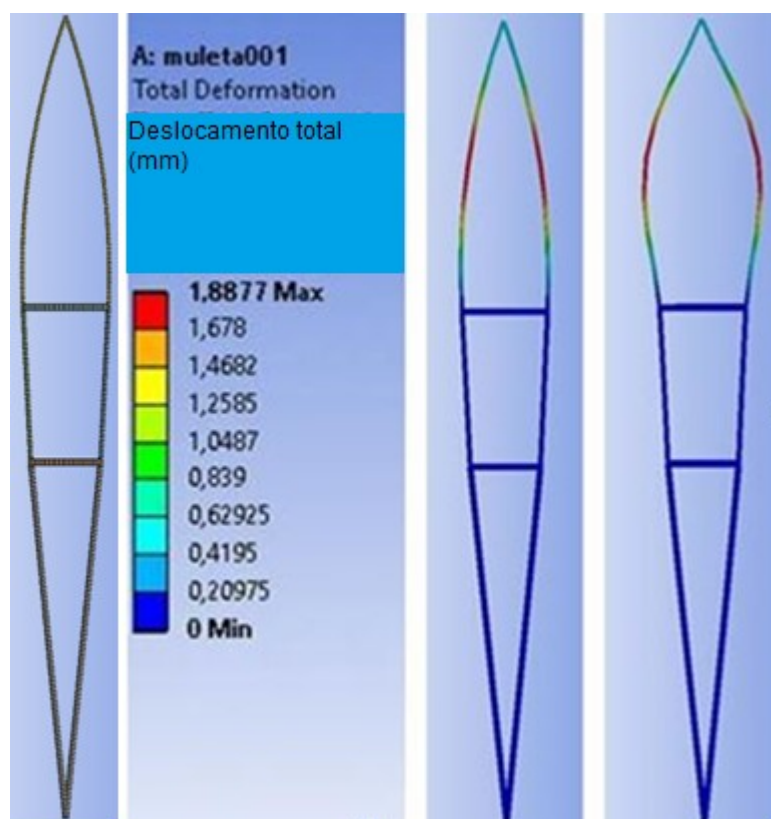 A: muleta001
Total Deformation
Deslocamento total
(mm)
1,8877 Max
1,678
1,4682
1,2585
1,0487
0,839
0,62925
0,4195
0,20975
0 Min